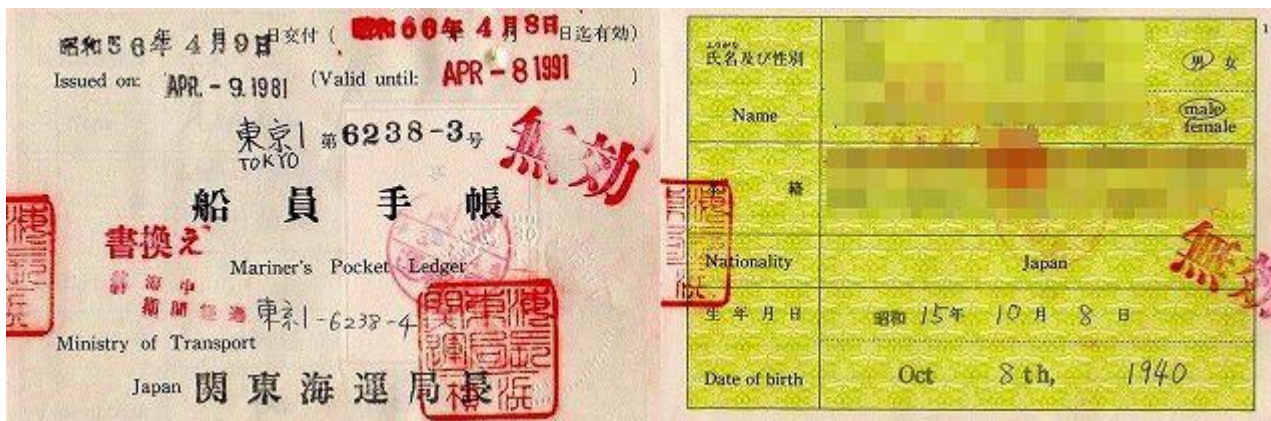 昭和56年4月9日交付(昭和66年4月8日迄有効)
Issued on: APR.-9.1981 (Valid until: APR-8 1991 )
東京1 第6238-3号
TOKYO
無効
船員手帳
書換え
Mariner's Pocket Ledger
東京1-6238-4
Ministry of Transport
Japan 関東海運局長
1
氏名及び性別
男 女
Name
male
female
籍
Nationality Japan
無効
生年月日 昭和 15年 10月 8日
Date of birth Oct 8th, 1940